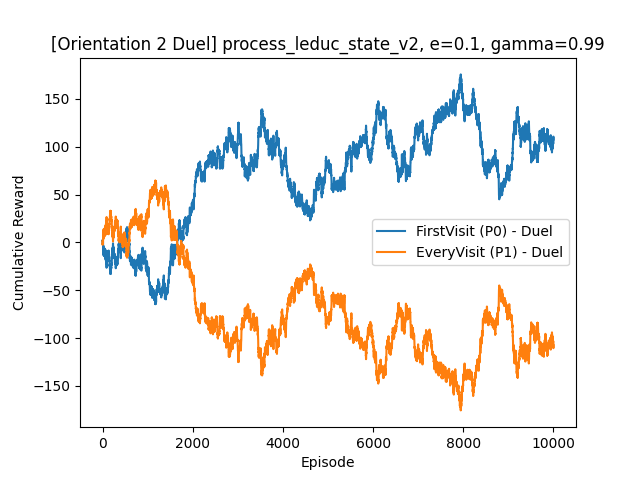 [Orientation 2 Duel] process_leduc_state_v2, e=0.1, gamma=0.99
Cumulative Reward
150
100
50
0
−50
−100
−150
FirstVisit (P0) - Duel
EveryVisit (P1) - Duel
0 2000 4000 6000 8000 10000
Episode